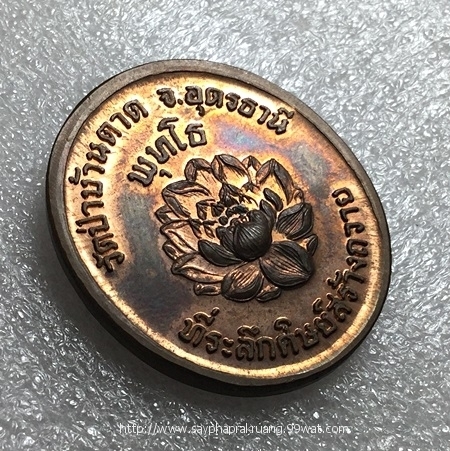 วัดป่าบ้านตาด จ.อุดรธานี
พุทโธ
ที่ระลึกศิษย์สร้างถวาย
http://www.sayphaprakruang.99wat.com/